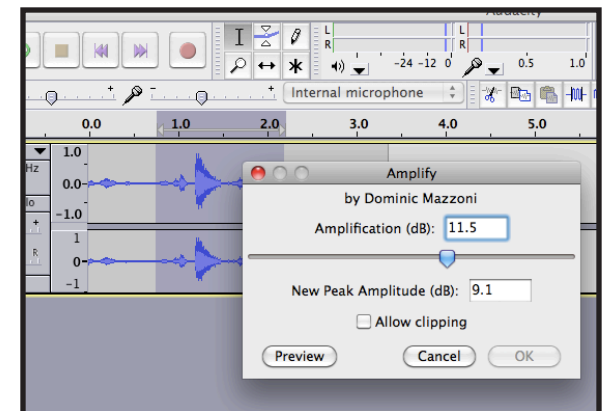 Audacity
L
R
L
R
-24 -12 0
0.5
1.0
Internal microphone
0.0
1.0
2.0
3.0
4.0
5.0
Hz
1.0
0.0-
-1.0
R
1
0-
-1
Amplify
by Dominic Mazzoni
Amplification (dB): 11.5
New Peak Amplitude (dB): 9.1
Allow clipping
Preview
Cancel
OK